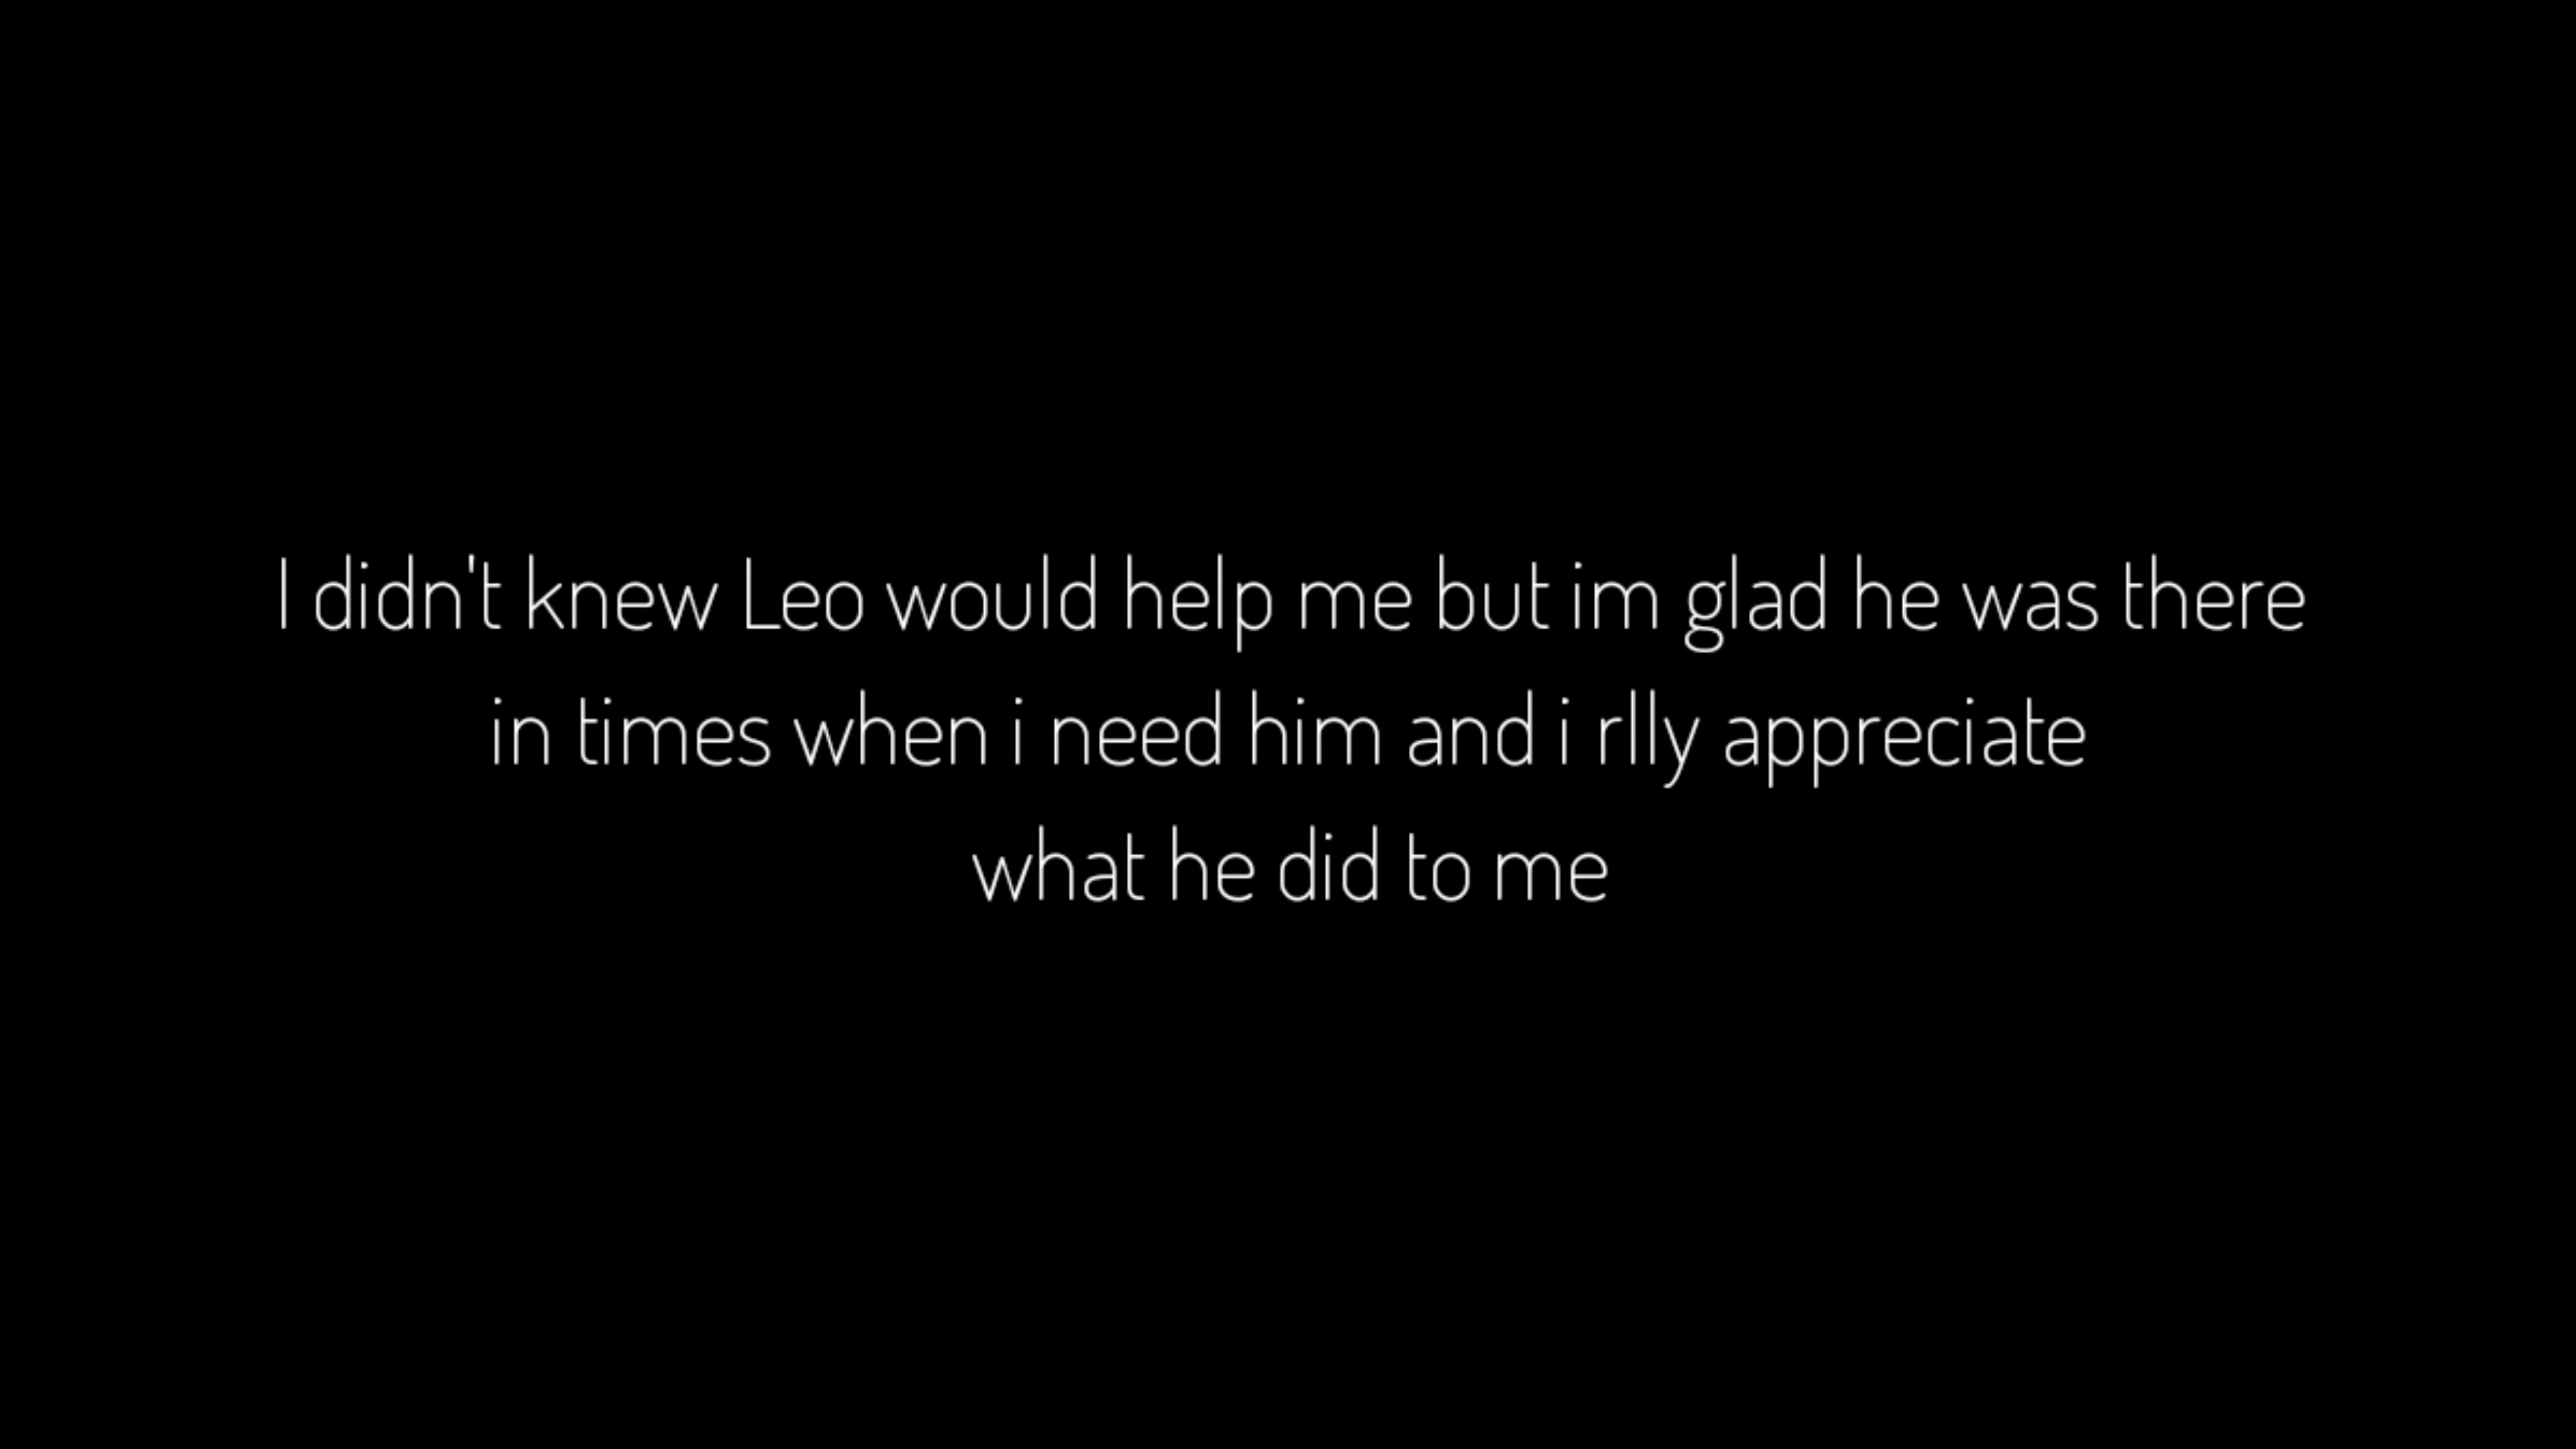 I didn't knew Leo would help me but im glad he was there
in times when i need him and i rlly appreciate
what he did to me